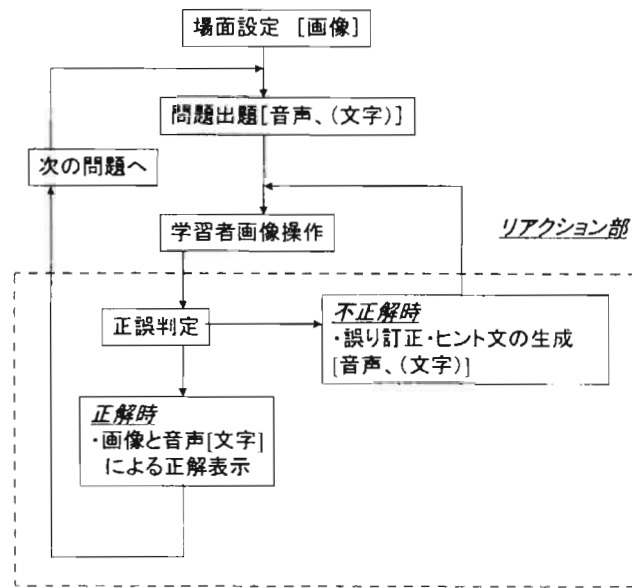 場面設定 [画像]
問題出題[音声、(文字)]
次の問題へ
学習者画像操作
リアクション部
正誤判定
不正解時
・誤り訂正・ヒント文の生成
[音声、(文字)]
正解時
・画像と音声[文字]
による正解表示